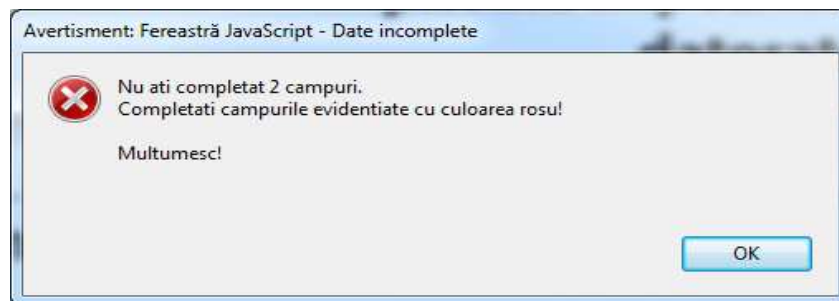 Avertisment: Fereastră JavaScript - Date incomplete
Nu ati completat 2 campuri.
Completati campurile evidentiate cu culoarea rosu!
Multumesc!
OK